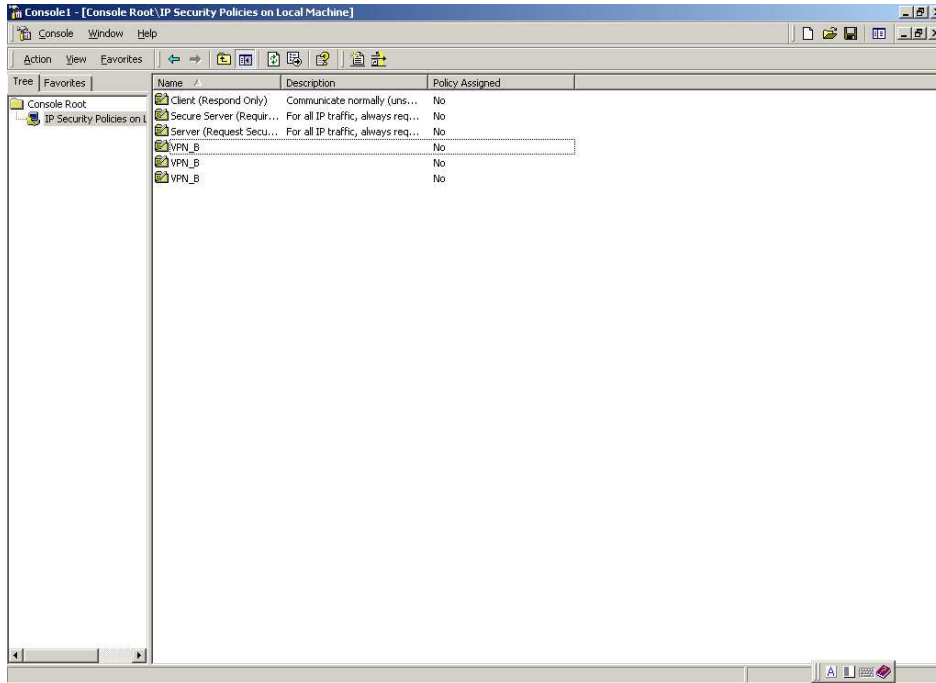 Console1 - [Console Root\IP Security Policies on Local Machine]
Console Window Help
Action View Favorites
Tree Favorites
Name Description Policy Assigned
Console Root
IP Security Policies on L
Client (Respond Only) Communicate normally (uns... No
Secure Server (Requir... For all IP traffic, always req... No
Server (Request Secu... For all IP traffic, always req... No
VPN_B No
VPN_B No
VPN_B No
A